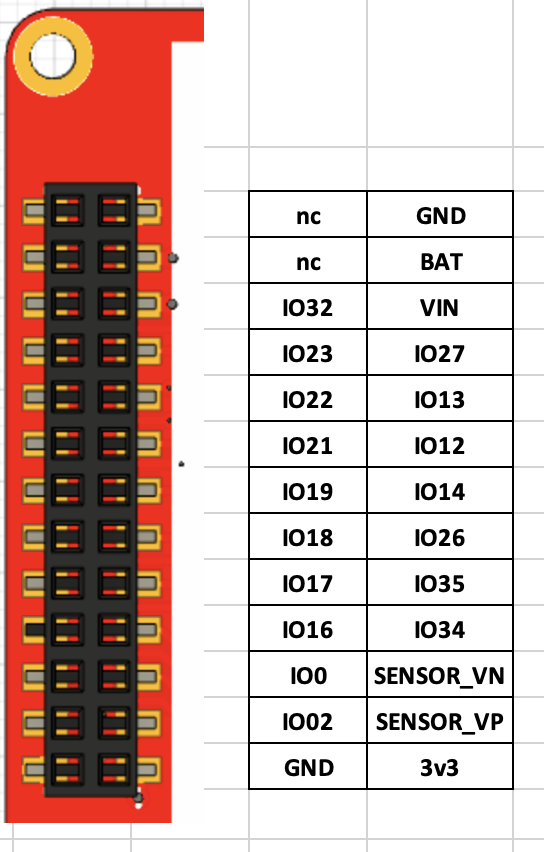 nc GND
nc BAT
IO32 VIN
IO23 IO27
IO22 IO13
IO21 IO12
IO19 IO14
IO18 IO26
IO17 IO35
IO16 IO34
IO0 SENSOR_VN
IO02 SENSOR_VP
GND 3v3